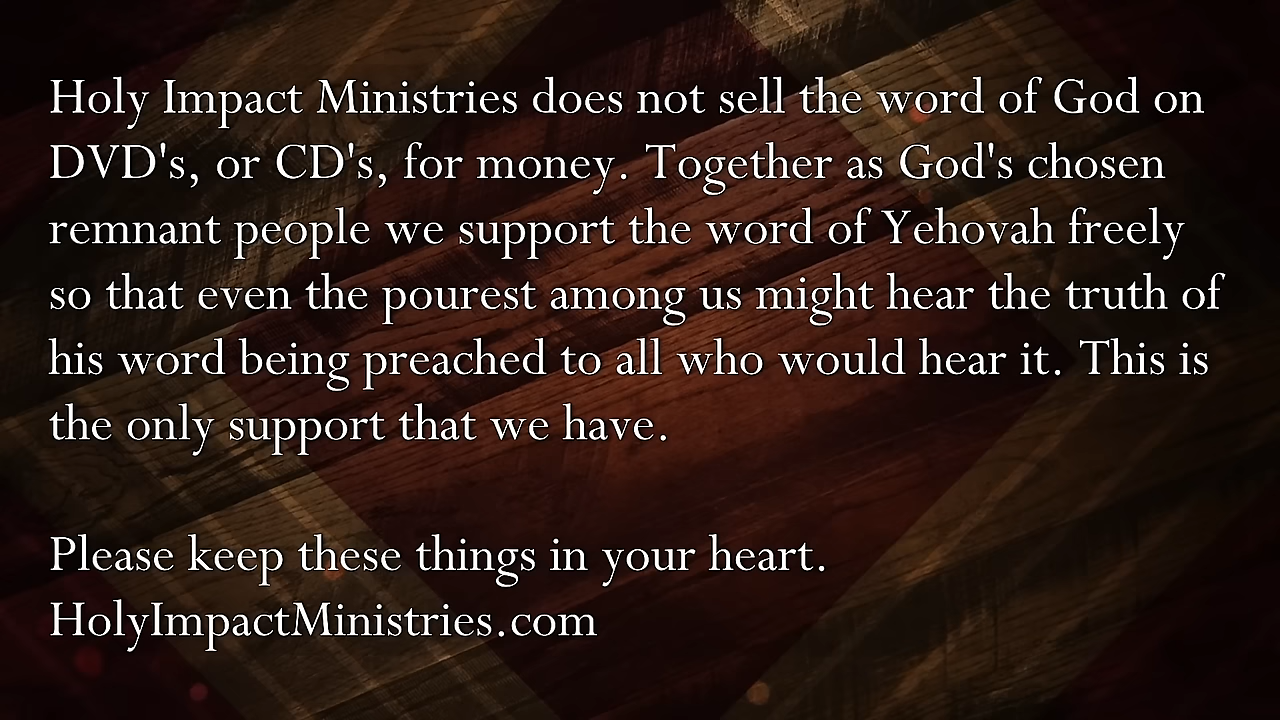 Holy Impact Ministries does not sell the word of God on
DVD's, or CD's, for money. Together as God's chosen
remnant people we support the word of Yehovah freely
so that even the pourest among us might hear the truth of
his word being preached to all who would hear it. This is
the only support that we have.
Please keep these things in your heart.
HolyImpactMinistries.com